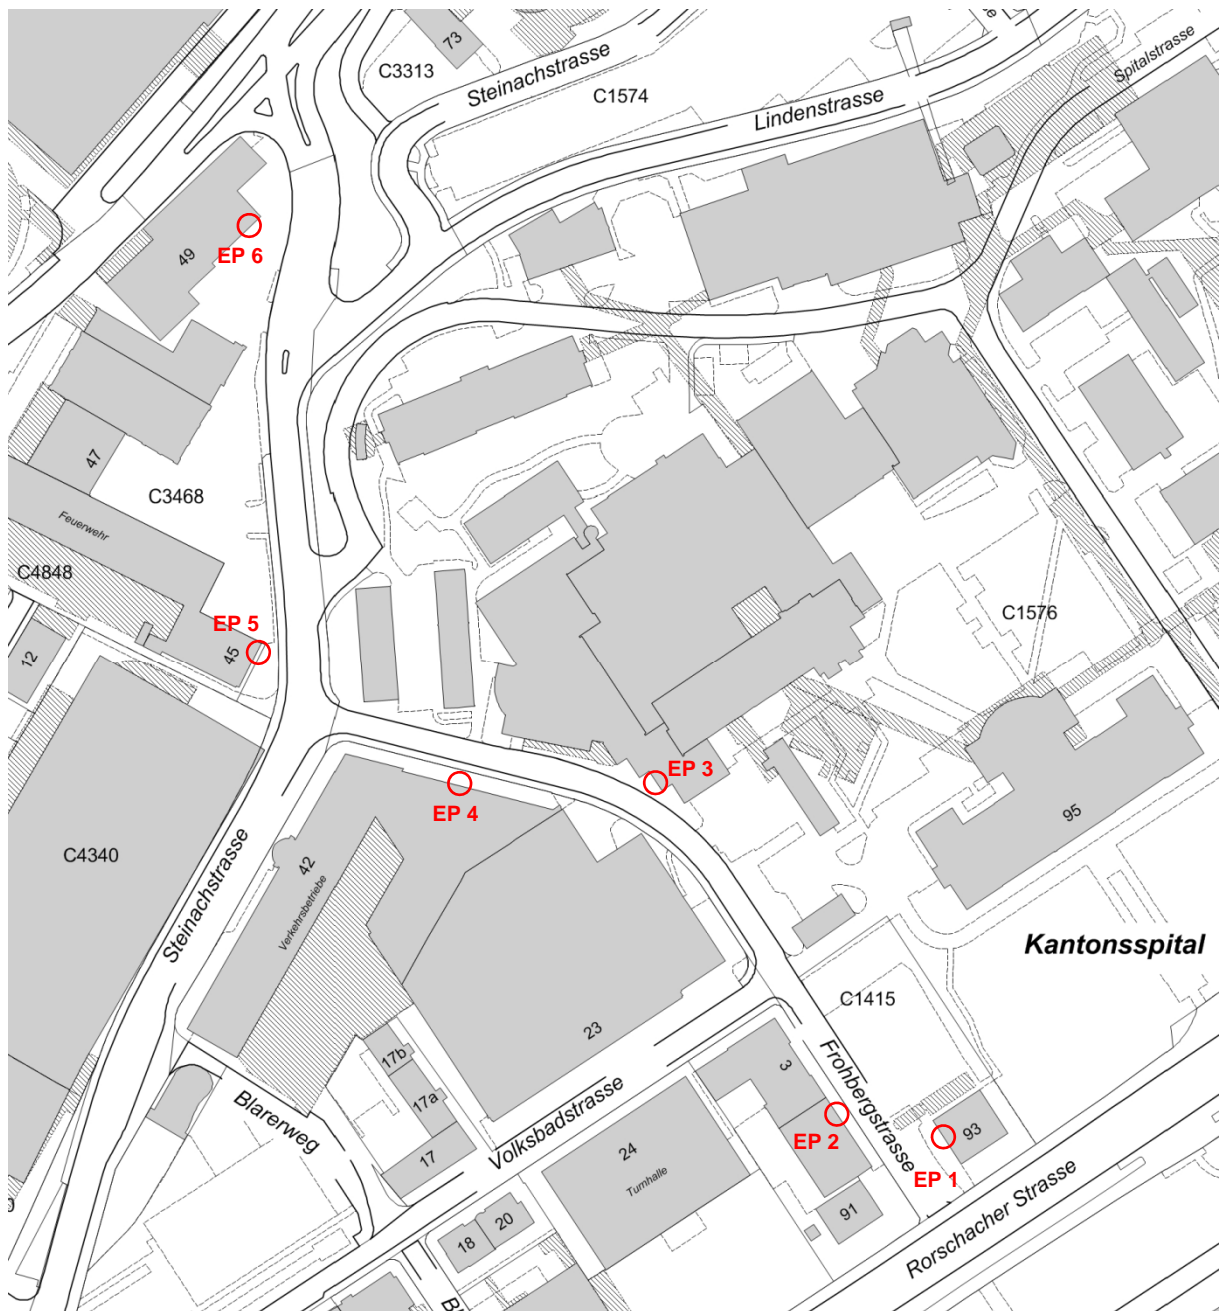 73
C3313
Steinachstrasse
C1574
Lindenstrasse
Spitalstrasse
49
EP 6
47
C3468
Feuerwehr
C4848
C1576
EP 5
45
12
EP 3
EP 4
95
C4340
42
Verkehrsbetriebe
Steinachstrasse
Kantonsspital
C1415
23
3
17b
17a
17
Blarerweg
Volksbadstrasse
Frohbergstrasse
EP 2
93
EP 1
24
Turnhalle
91
20
18
Rorschacher Strasse